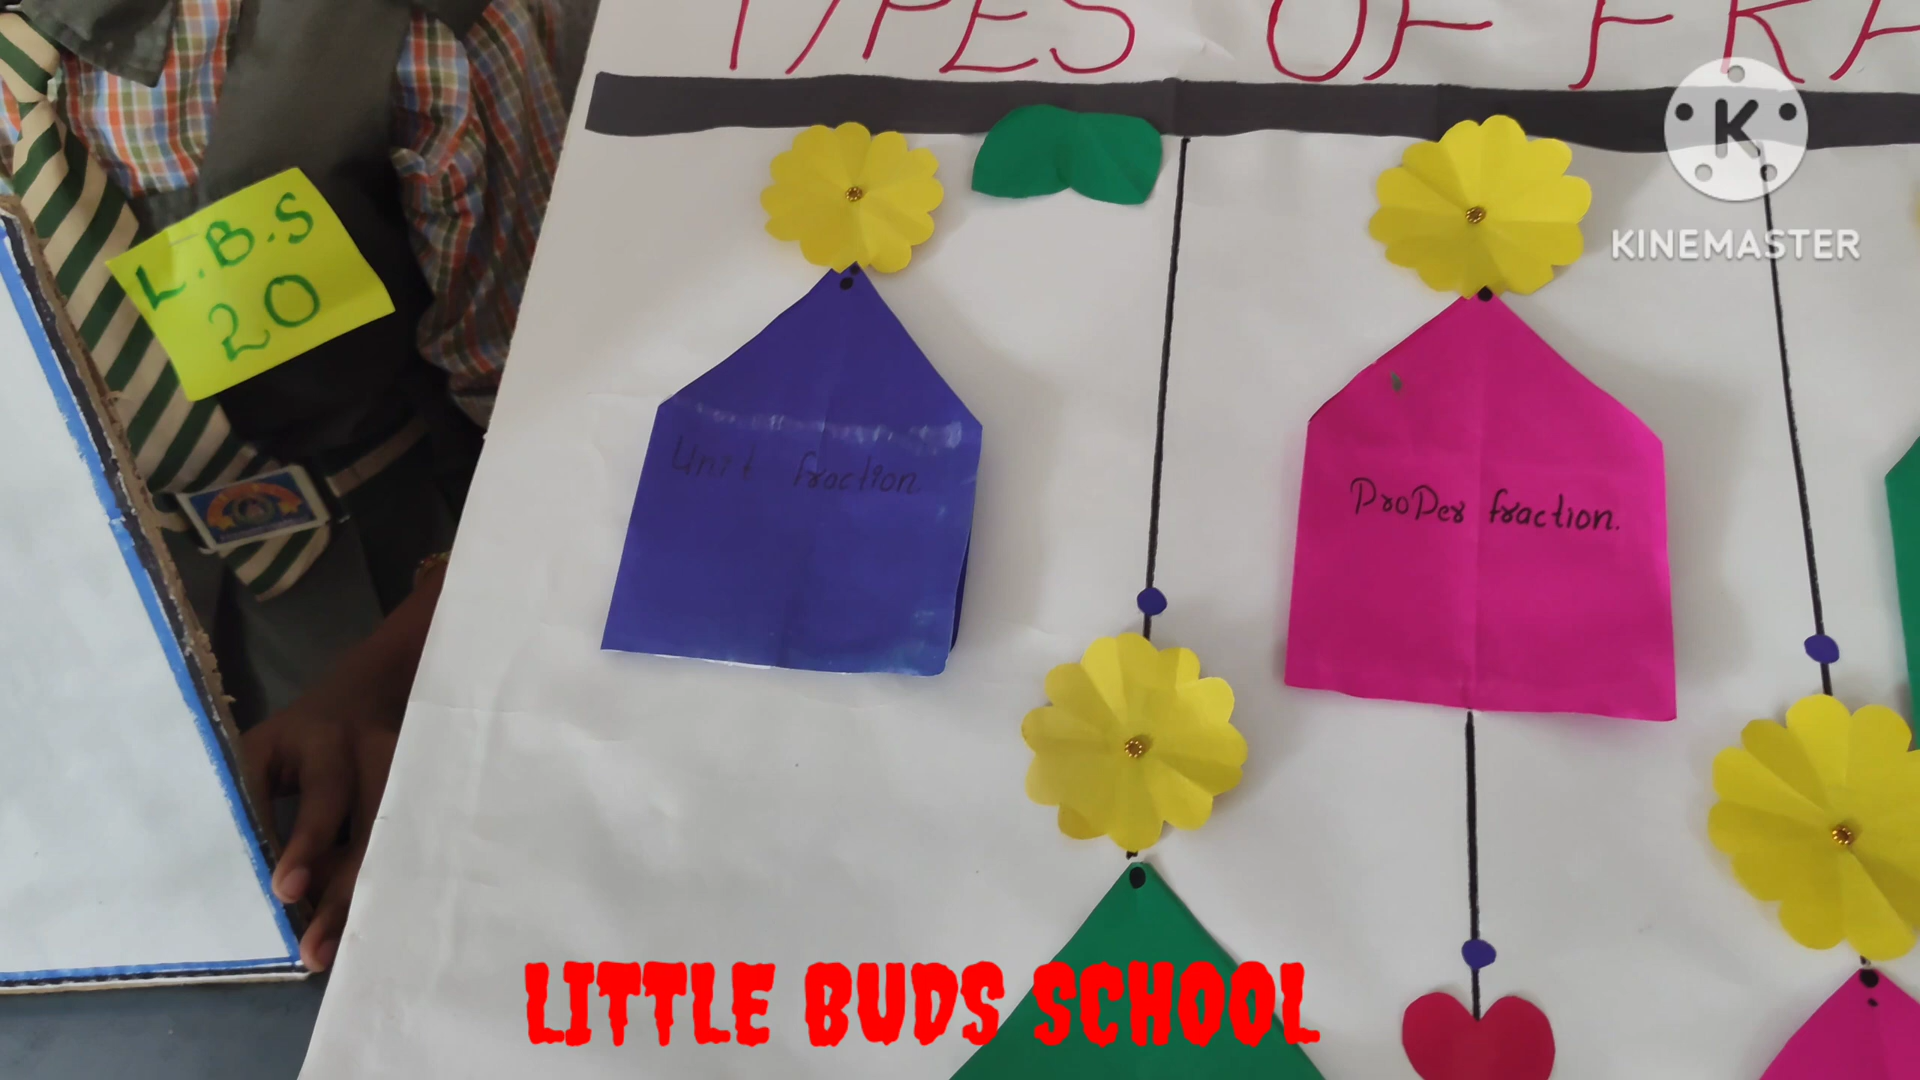 TYPES OF FRA
K
KINEMASTER
L.B.S
20
Unit fraction.
Proper fraction.
LITTLE BUDS SCHOOL